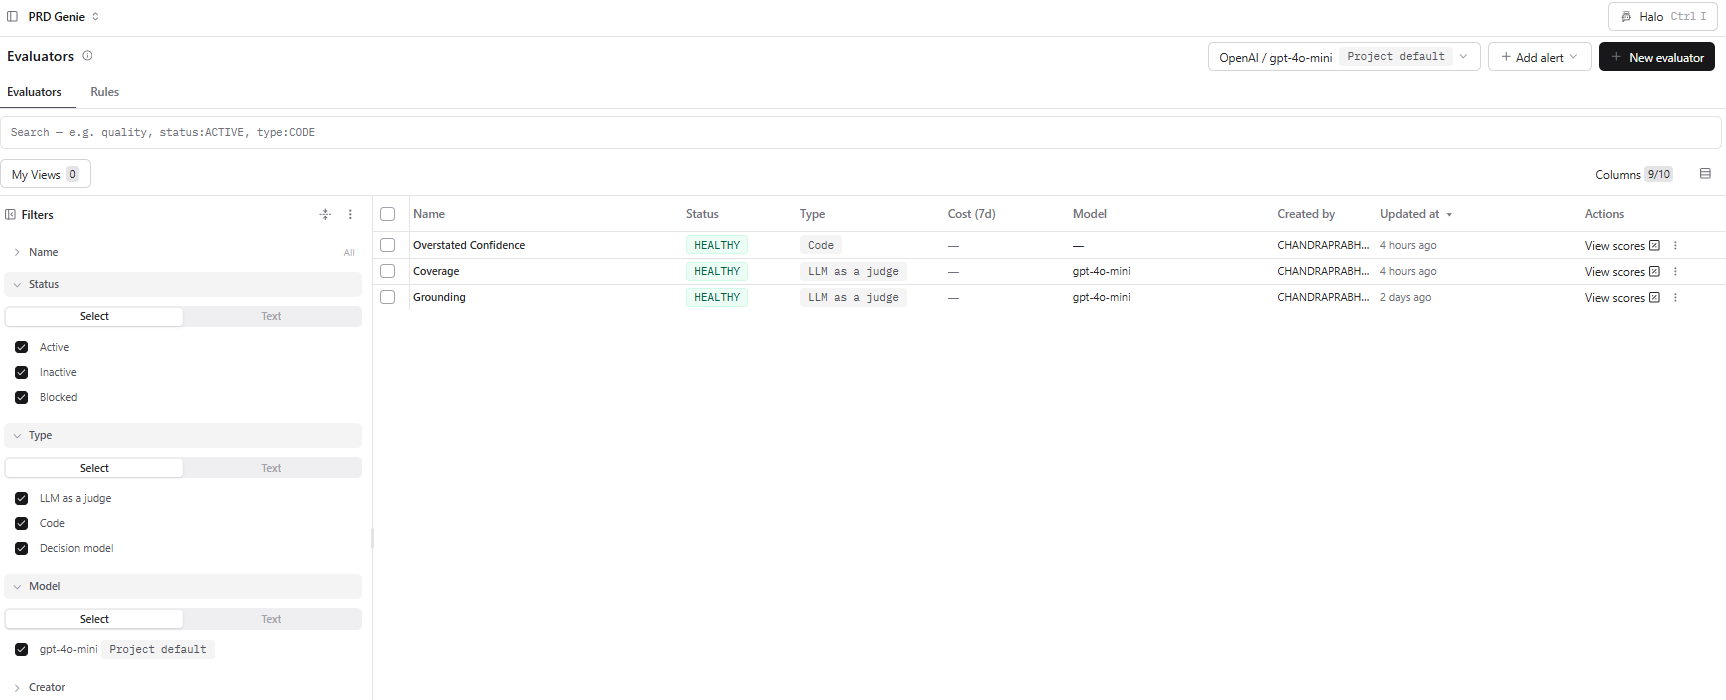 PRD Genie
Halo Ctrl I
Evaluators
OpenAI / gpt-4o-mini Project default
Add alert
New evaluator
Evaluators Rules
Search — e.g. quality, status:ACTIVE, type:CODE
My Views 0
Columns 9/10
Filters
Name All
Status
Select Text
Active
Inactive
Blocked
Type
Select Text
LLM as a judge
Code
Decision model
Model
Select Text
gpt-4o-mini Project default
Creator
Name Status Type Cost (7d) Model Created by Updated at Actions
Overstated Confidence HEALTHY Code — — CHANDRAPRABH... 4 hours ago View scores
Coverage HEALTHY LLM as a judge — gpt-4o-mini CHANDRAPRABH... 4 hours ago View scores
Grounding HEALTHY LLM as a judge — gpt-4o-mini CHANDRAPRABH... 2 days ago View scores